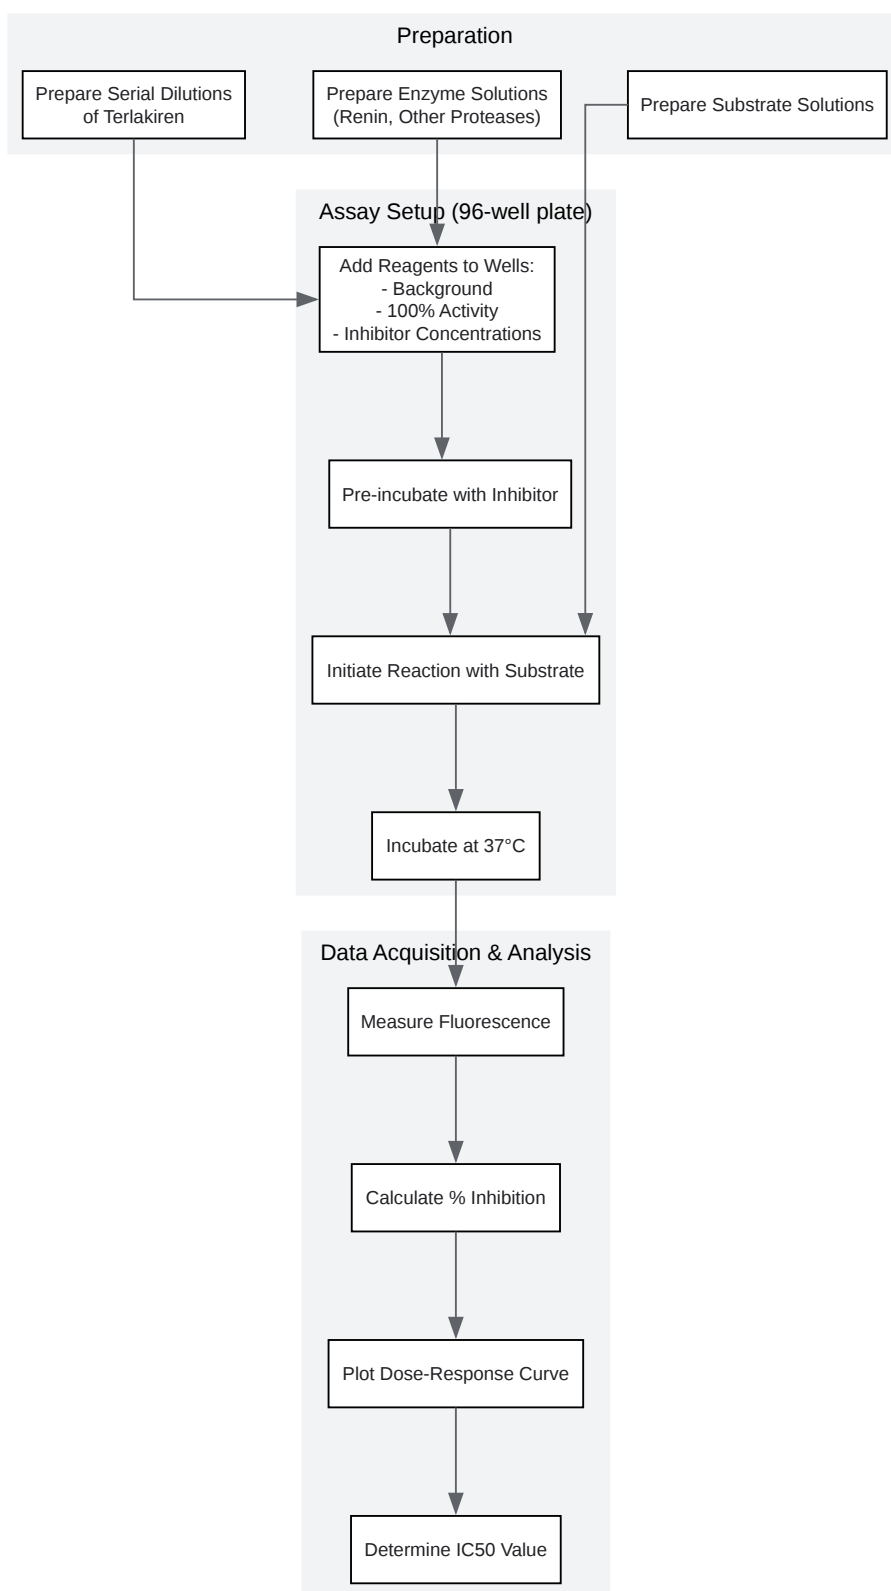 Preparation
Prepare Serial Dilutions
of Terlakiren
Prepare Enzyme Solutions
(Renin, Other Proteases)
Prepare Substrate Solutions
Assay Setup (96-well plate)
Add Reagents to Wells:
- Background
- 100% Activity
- Inhibitor Concentrations
Pre-incubate with Inhibitor
Initiate Reaction with Substrate
Incubate at 37°C
Data Acquisition & Analysis
Measure Fluorescence
Calculate % Inhibition
Plot Dose-Response Curve
Determine IC50 Value